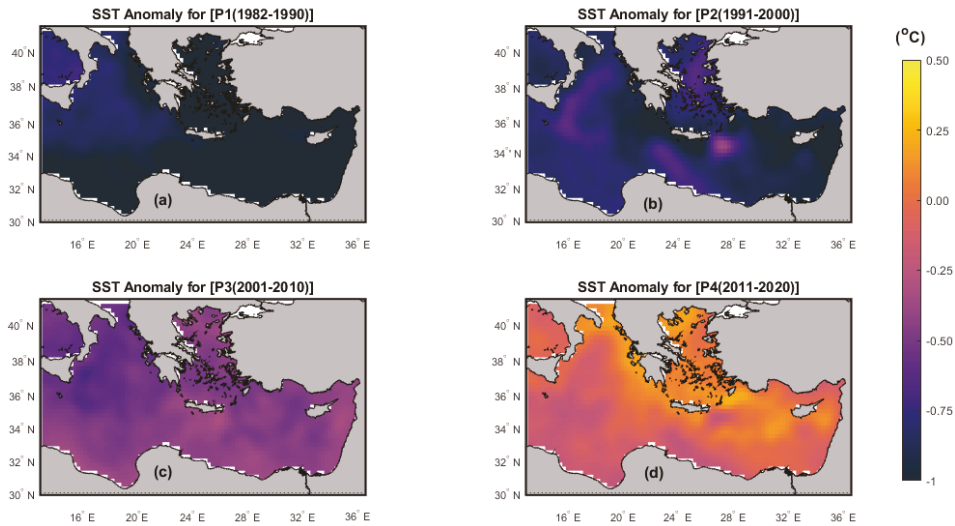 SST Anomaly for [P1(1982-1990)]
40° N
38° N
36° N
34° N
32° N
30° N
(a)
16° E
20° E
24° E
28° E
32° E
36° E
SST Anomaly for [P2(1991-2000)]
40° N
38° N
36° N
34° N
32° N
30° N
(b)
16° E
20° E
24° E
28° E
32° E
36° E
(°C)
0.50
0.25
0.00
-0.25
-0.50
-0.75
-1
SST Anomaly for [P3(2001-2010)]
40° N
38° N
36° N
34° N
32° N
30° N
(c)
16° E
20° E
24° E
28° E
32° E
36° E
SST Anomaly for [P4(2011-2020)]
40° N
38° N
36° N
34° N
32° N
30° N
(d)
16° E
20° E
24° E
28° E
32° E
36° E